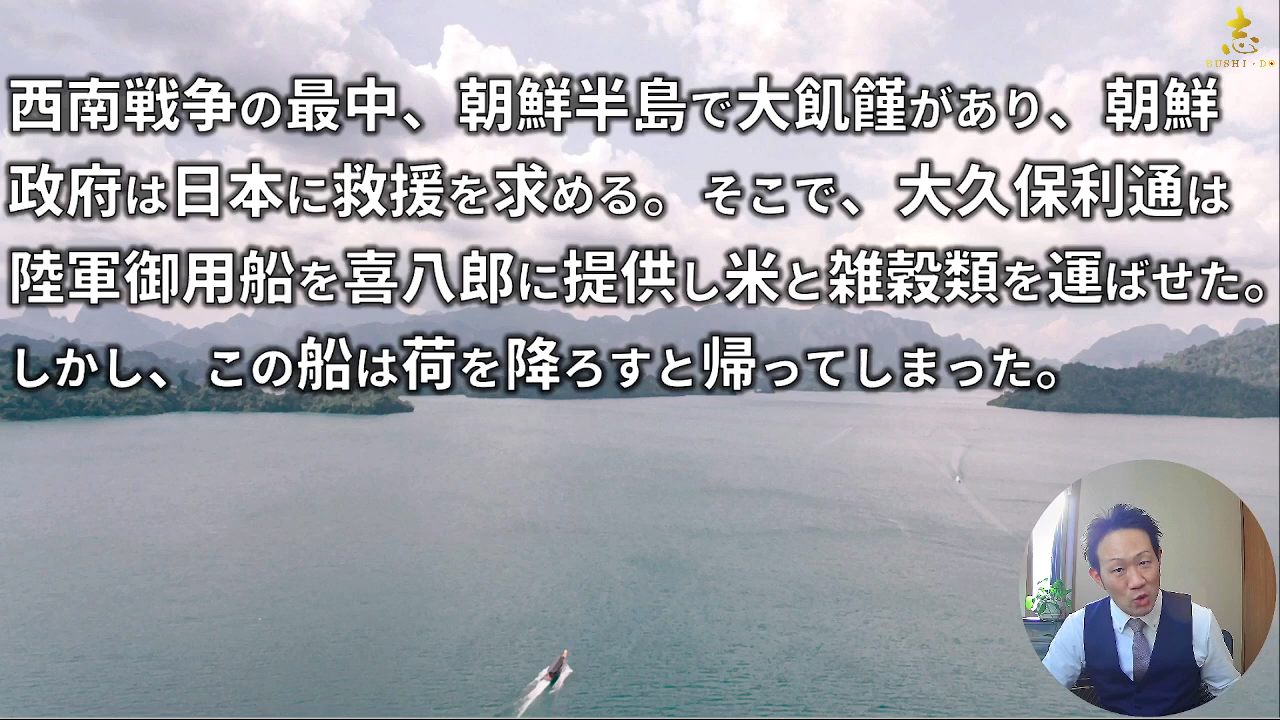 志
BUSHI・DO
西南戦争の最中、朝鮮半島で大飢饉があり、朝鮮
政府は日本に救援を求める。そこで、大久保利通は
陸軍御用船を喜八郎に提供し米と雑穀類を運ばせた。
しかし、この船は荷を降ろすと帰ってしまった。